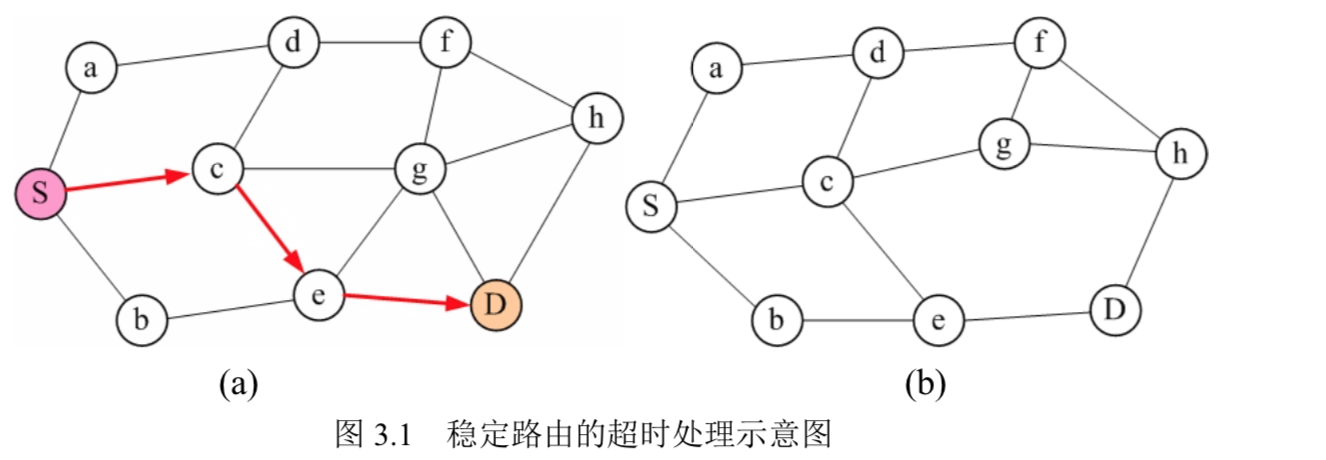 d f d f
a a
h
c g g h
S c
S
e
b D b e D
(a) (b)
图 3.1 稳定路由的超时处理示意图